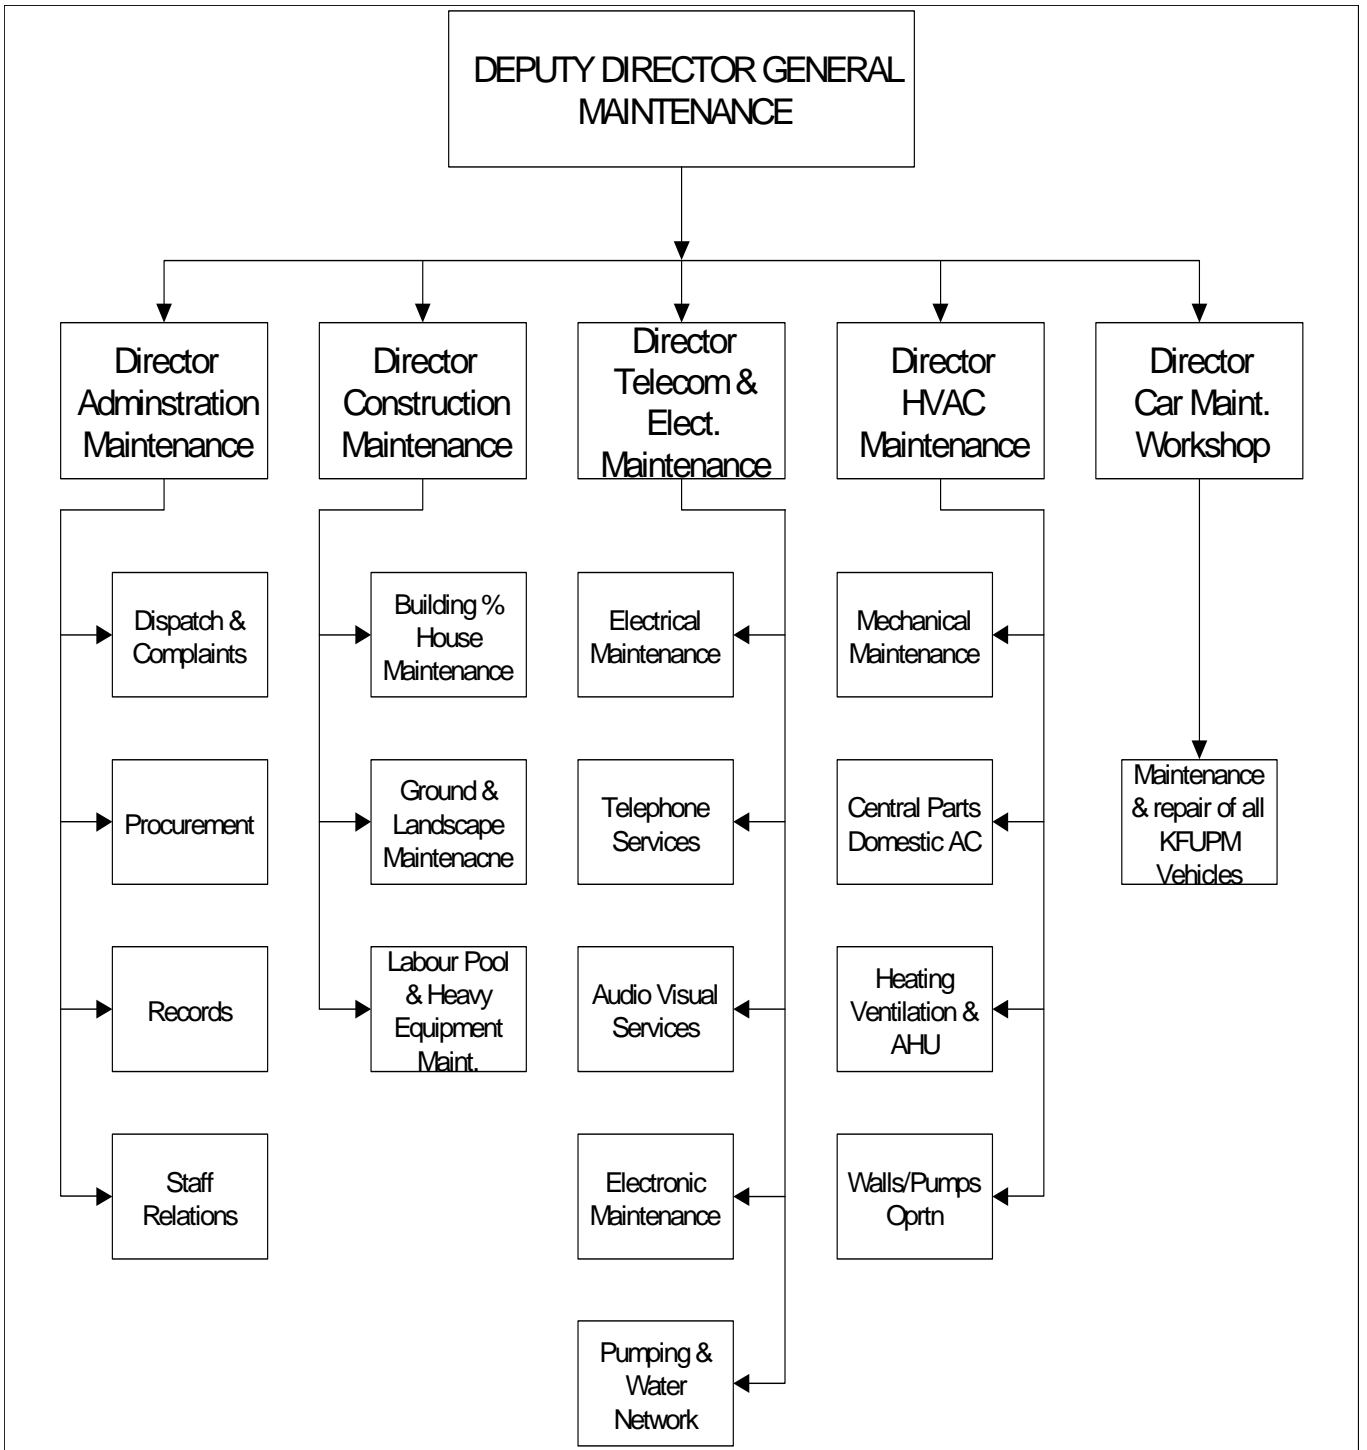 DEPUTY DIRECTOR GENERAL
MAINTENANCE
Director
Adminstration
Maintenance
Director
Construction
Maintenance
Director
Telecom &
Elect.
Maintenance
Director
HVAC
Maintenance
Director
Car Maint.
Workshop
Dispatch &
Complaints
Procurement
Records
Staff
Relations
Building %
House
Maintenance
Ground &
Landscape
Maintenacne
Labour Pool
& Heavy
Equipment
Maint.
Electrical
Maintenance
Telephone
Services
Audio Visual
Services
Electronic
Maintenance
Pumping &
Water
Network
Mechanical
Maintenance
Central Parts
Domestic AC
Heating
Ventilation &
AHU
Walls/Pumps
Oprtn
Maintenance
& repair of all
KFUPM
Vehicles